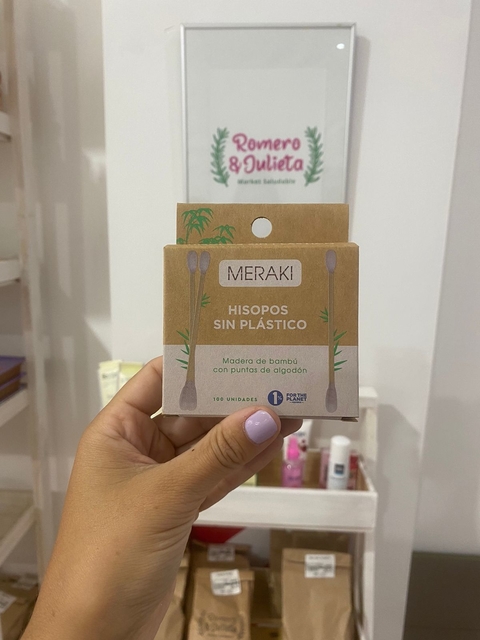 Romero
& Julieta
Market Saludable
MERAKI
HISOPOS
SIN PLÁSTICO
Madera de bambú
con puntas de algodón
100 UNIDADES
1%
FOR THE
PLANET